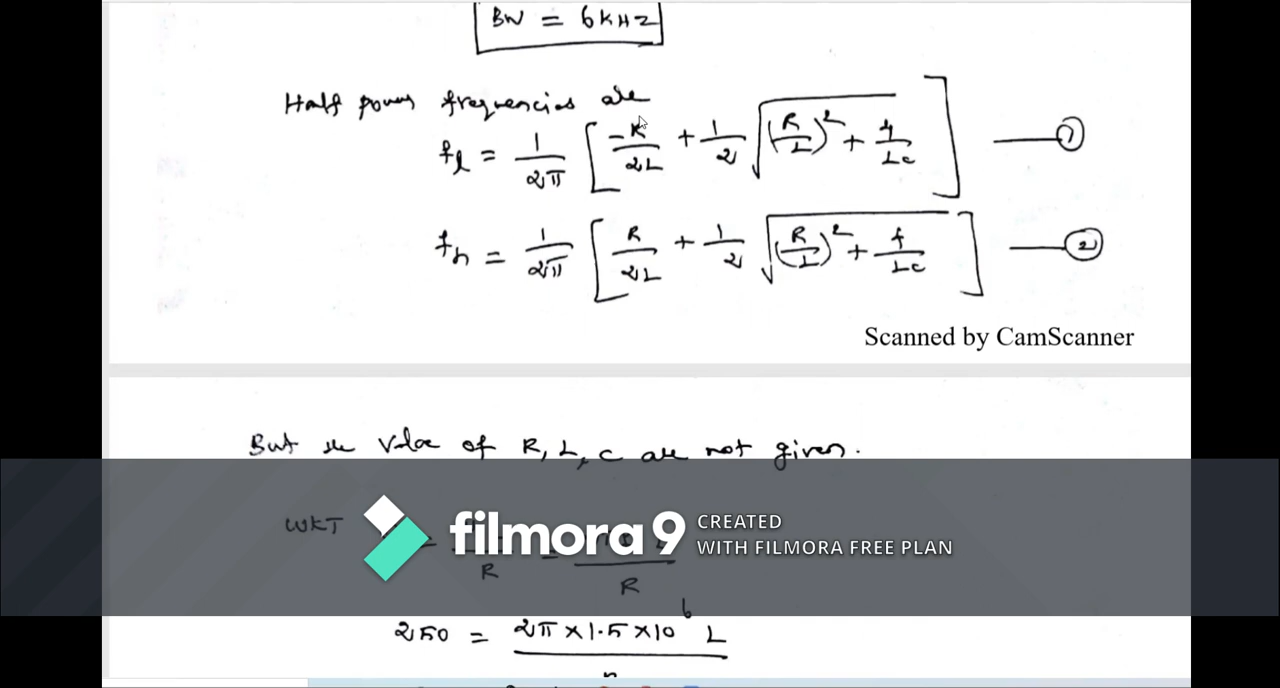 BW = 6KHZ
Half power frequencies are
fl = 1/2π [ -R/2L + 1/2 √((R/L)² + 4/LC) ] —— ①
fh = 1/2π [ R/2L + 1/2 √((R/L)² + 4/LC) ] —— ②
Scanned by CamScanner
But the Value of R, L, C are not given.
WKT
R = R
filmora9 CREATED
WITH FILMORA FREE PLAN
250 = 2π × 1.5 × 10⁶ L